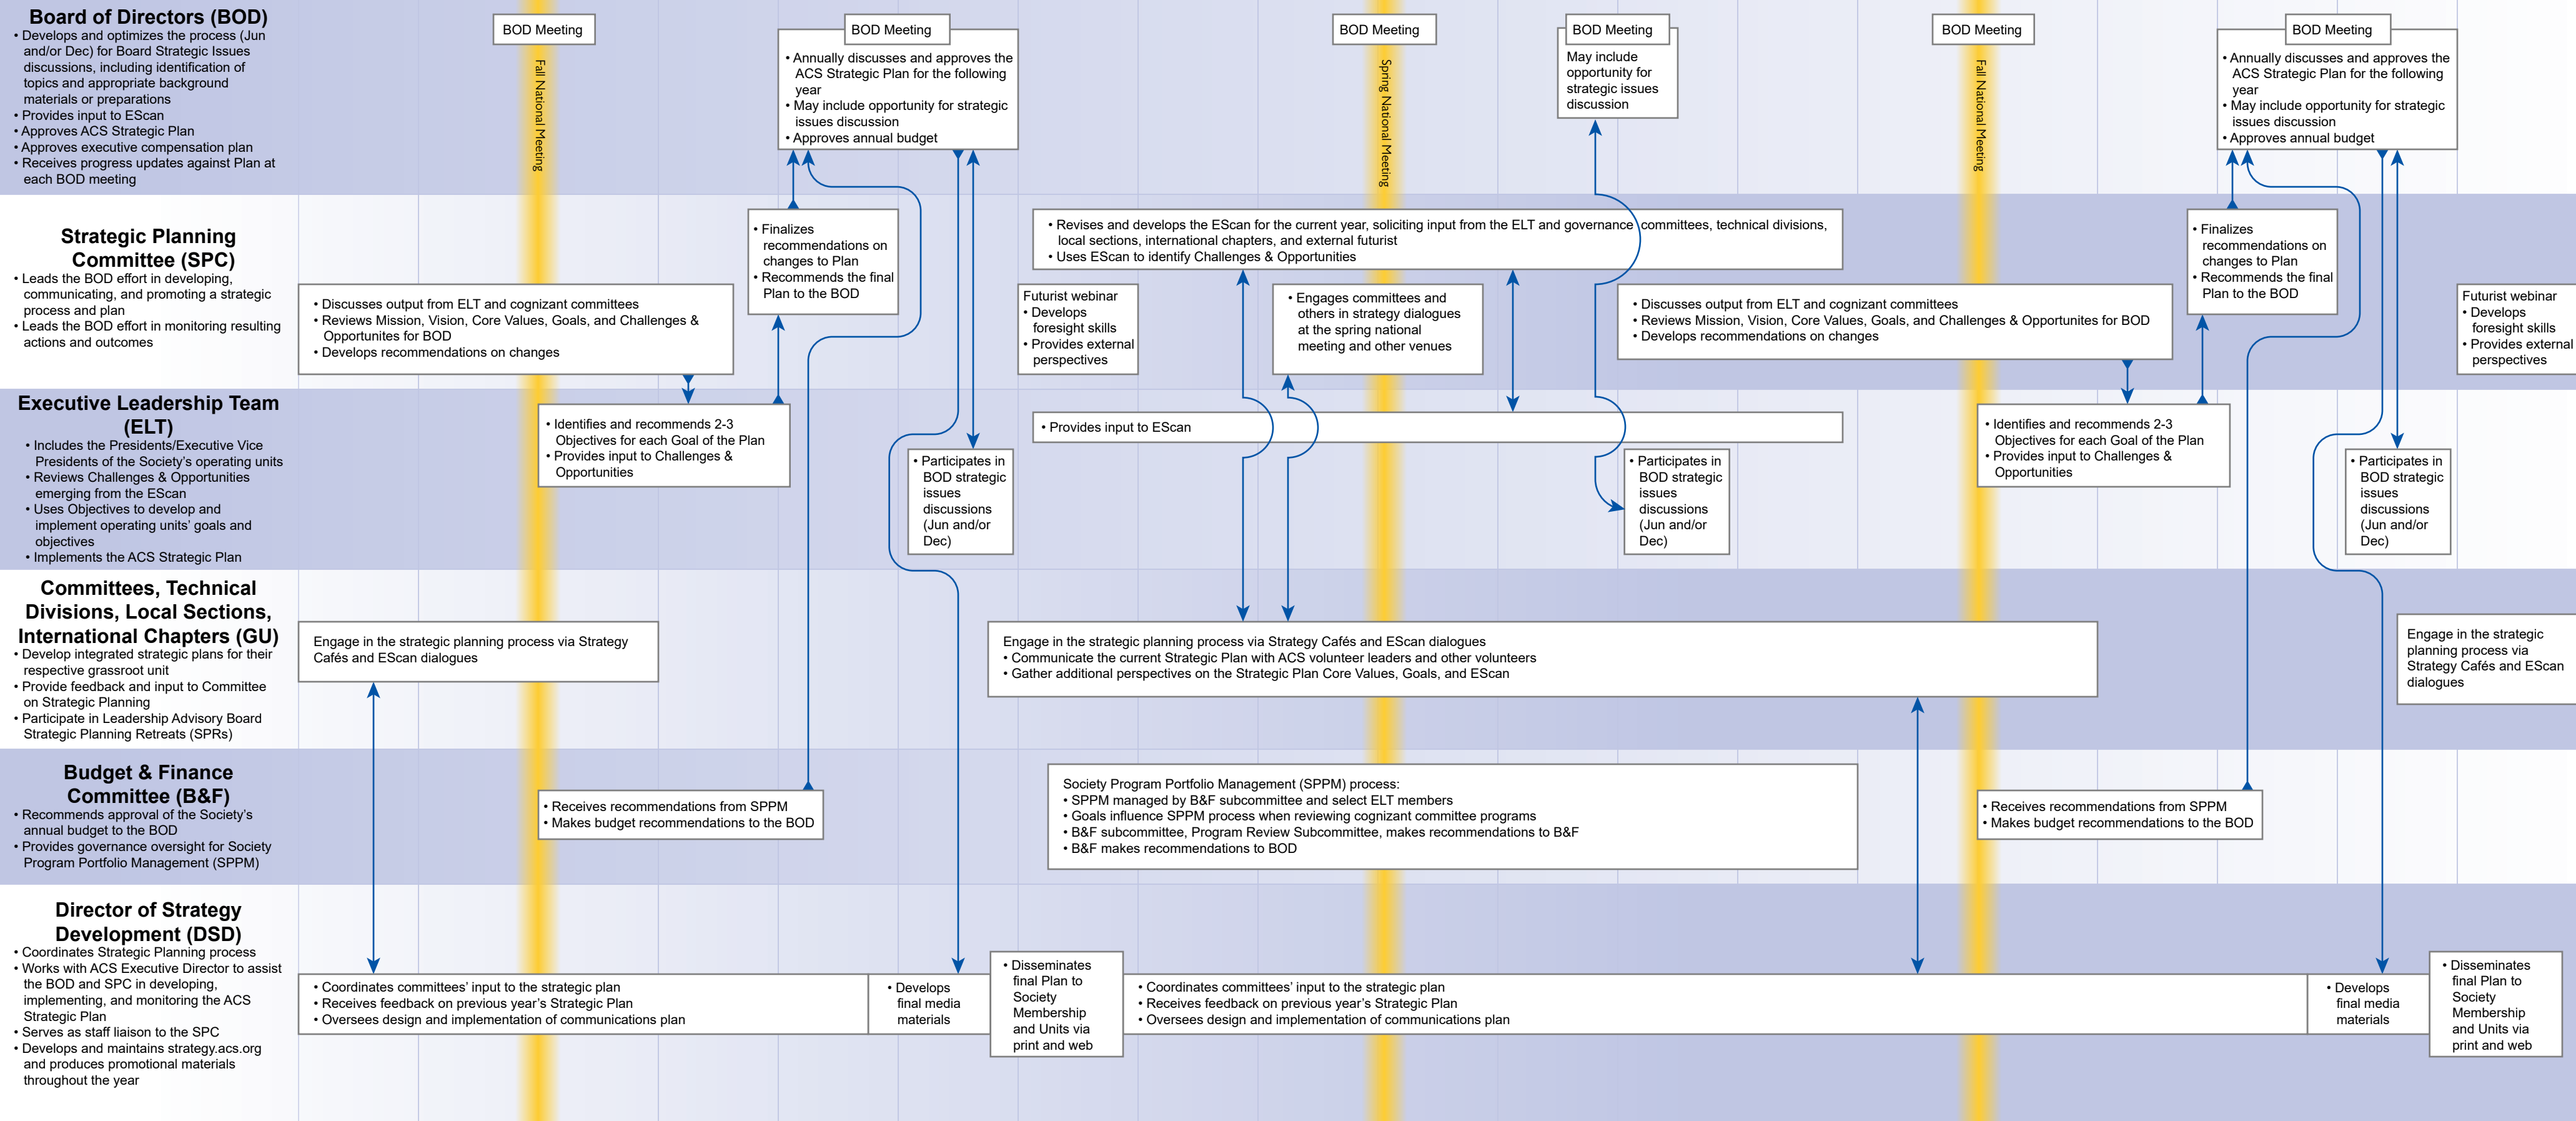 Board of Directors (BOD)
• Develops and optimizes the process (Jun
and/or Dec) for Board Strategic Issues
discussions, including identification of
topics and appropriate background
materials or preparations
• Provides input to EScan
• Approves ACS Strategic Plan
• Approves executive compensation plan
• Receives progress updates against Plan at
each BOD meeting
BOD Meeting
Fall National Meeting
BOD Meeting
• Annually discusses and approves the
ACS Strategic Plan for the following
year
• May include opportunity for strategic
issues discussion
• Approves annual budget
BOD Meeting
Spring National Meeting
BOD Meeting
May include
opportunity for
strategic issues
discussion
BOD Meeting
Fall National Meeting
BOD Meeting
• Annually discusses and approves the
ACS Strategic Plan for the following
year
• May include opportunity for strategic
issues discussion
• Approves annual budget
Strategic Planning
Committee (SPC)
• Leads the BOD effort in developing,
communicating, and promoting a strategic
process and plan
• Leads the BOD effort in monitoring resulting
actions and outcomes
• Discusses output from ELT and cognizant committees
• Reviews Mission, Vision, Core Values, Goals, and Challenges &
Opportunites for BOD
• Develops recommendations on changes
• Finalizes
recommendations on
changes to Plan
• Recommends the final
Plan to the BOD
Futurist webinar
• Develops
foresight skills
• Provides external
perspectives
• Revises and develops the EScan for the current year, soliciting input from the ELT and governance committees, technical divisions,
local sections, international chapters, and external futurist
• Uses EScan to identify Challenges & Opportunities
• Engages committees and
others in strategy dialogues
at the spring national
meeting and other venues
• Discusses output from ELT and cognizant committees
• Reviews Mission, Vision, Core Values, Goals, and Challenges & Opportunites for BOD
• Develops recommendations on changes
• Finalizes
recommendations on
changes to Plan
• Recommends the final
Plan to the BOD
Futurist webinar
• Develops
foresight skills
• Provides external
perspectives
Executive Leadership Team
(ELT)
• Includes the Presidents/Executive Vice
Presidents of the Society's operating units
• Reviews Challenges & Opportunities
emerging from the EScan
• Uses Objectives to develop and
implement operating units' goals and
objectives
• Implements the ACS Strategic Plan
• Identifies and recommends 2-3
Objectives for each Goal of the Plan
• Provides input to Challenges &
Opportunities
• Participates in
BOD strategic
issues
discussions
(Jun and/or
Dec)
• Provides input to EScan
• Participates in
BOD strategic
issues
discussions
(Jun and/or
Dec)
• Identifies and recommends 2-3
Objectives for each Goal of the Plan
• Provides input to Challenges &
Opportunities
• Participates in
BOD strategic
issues
discussions
(Jun and/or
Dec)
Committees, Technical
Divisions, Local Sections,
International Chapters (GU)
• Develop integrated strategic plans for their
respective grassroot unit
• Provide feedback and input to Committee
on Strategic Planning
• Participate in Leadership Advisory Board
Strategic Planning Retreats (SPRs)
Engage in the strategic planning process via Strategy
Cafés and EScan dialogues
Engage in the strategic planning process via Strategy Cafés and EScan dialogues
• Communicate the current Strategic Plan with ACS volunteer leaders and other volunteers
• Gather additional perspectives on the Strategic Plan Core Values, Goals, and EScan
Engage in the strategic
planning process via
Strategy Cafés and EScan
dialogues
Budget & Finance
Committee (B&F)
• Recommends approval of the Society's
annual budget to the BOD
• Provides governance oversight for Society
Program Portfolio Management (SPPM)
• Receives recommendations from SPPM
• Makes budget recommendations to the BOD
Society Program Portfolio Management (SPPM) process:
• SPPM managed by B&F subcommittee and select ELT members
• Goals influence SPPM process when reviewing cognizant committee programs
• B&F subcommittee, Program Review Subcommittee, makes recommendations to B&F
• B&F makes recommendations to BOD
• Receives recommendations from SPPM
• Makes budget recommendations to the BOD
Director of Strategy
Development (DSD)
• Coordinates Strategic Planning process
• Works with ACS Executive Director to assist
the BOD and SPC in developing,
implementing, and monitoring the ACS
Strategic Plan
• Serves as staff liaison to the SPC
• Develops and maintains strategy.acs.org
and produces promotional materials
throughout the year
• Coordinates committees' input to the strategic plan
• Receives feedback on previous year's Strategic Plan
• Oversees design and implementation of communications plan
• Develops
final media
materials
• Disseminates
final Plan to
Society
Membership
and Units via
print and web
• Coordinates committees' input to the strategic plan
• Receives feedback on previous year's Strategic Plan
• Oversees design and implementation of communications plan
• Develops
final media
materials
• Disseminates
final Plan to
Society
Membership
and Units via
print and web